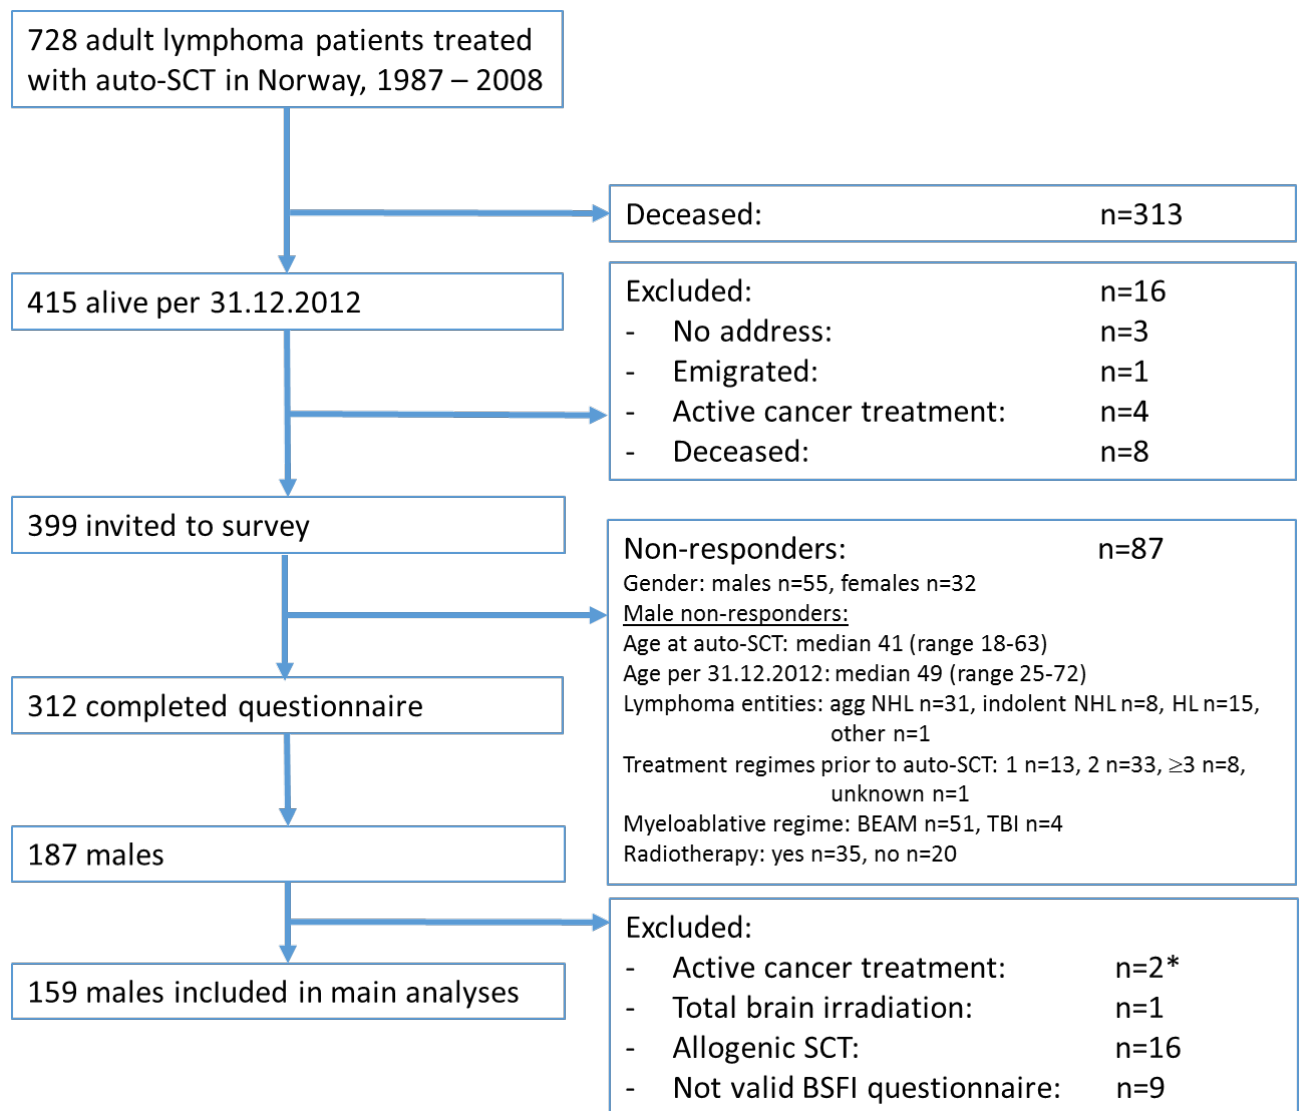 728 adult lymphoma patients treated
with auto-SCT in Norway, 1987 – 2008
Deceased: n=313
415 alive per 31.12.2012
Excluded: n=16
- No address: n=3
- Emigrated: n=1
- Active cancer treatment: n=4
- Deceased: n=8
399 invited to survey
Non-responders: n=87
Gender: males n=55, females n=32
Male non-responders:
Age at auto-SCT: median 41 (range 18-63)
Age per 31.12.2012: median 49 (range 25-72)
Lymphoma entities: agg NHL n=31, indolent NHL n=8, HL n=15,
other n=1
Treatment regimes prior to auto-SCT: 1 n=13, 2 n=33, ≥3 n=8,
unknown n=1
Myeloablative regime: BEAM n=51, TBI n=4
Radiotherapy: yes n=35, no n=20
312 completed questionnaire
187 males
Excluded:
- Active cancer treatment: n=2*
- Total brain irradiation: n=1
- Allogenic SCT: n=16
- Not valid BSFI questionnaire: n=9
159 males included in main analyses